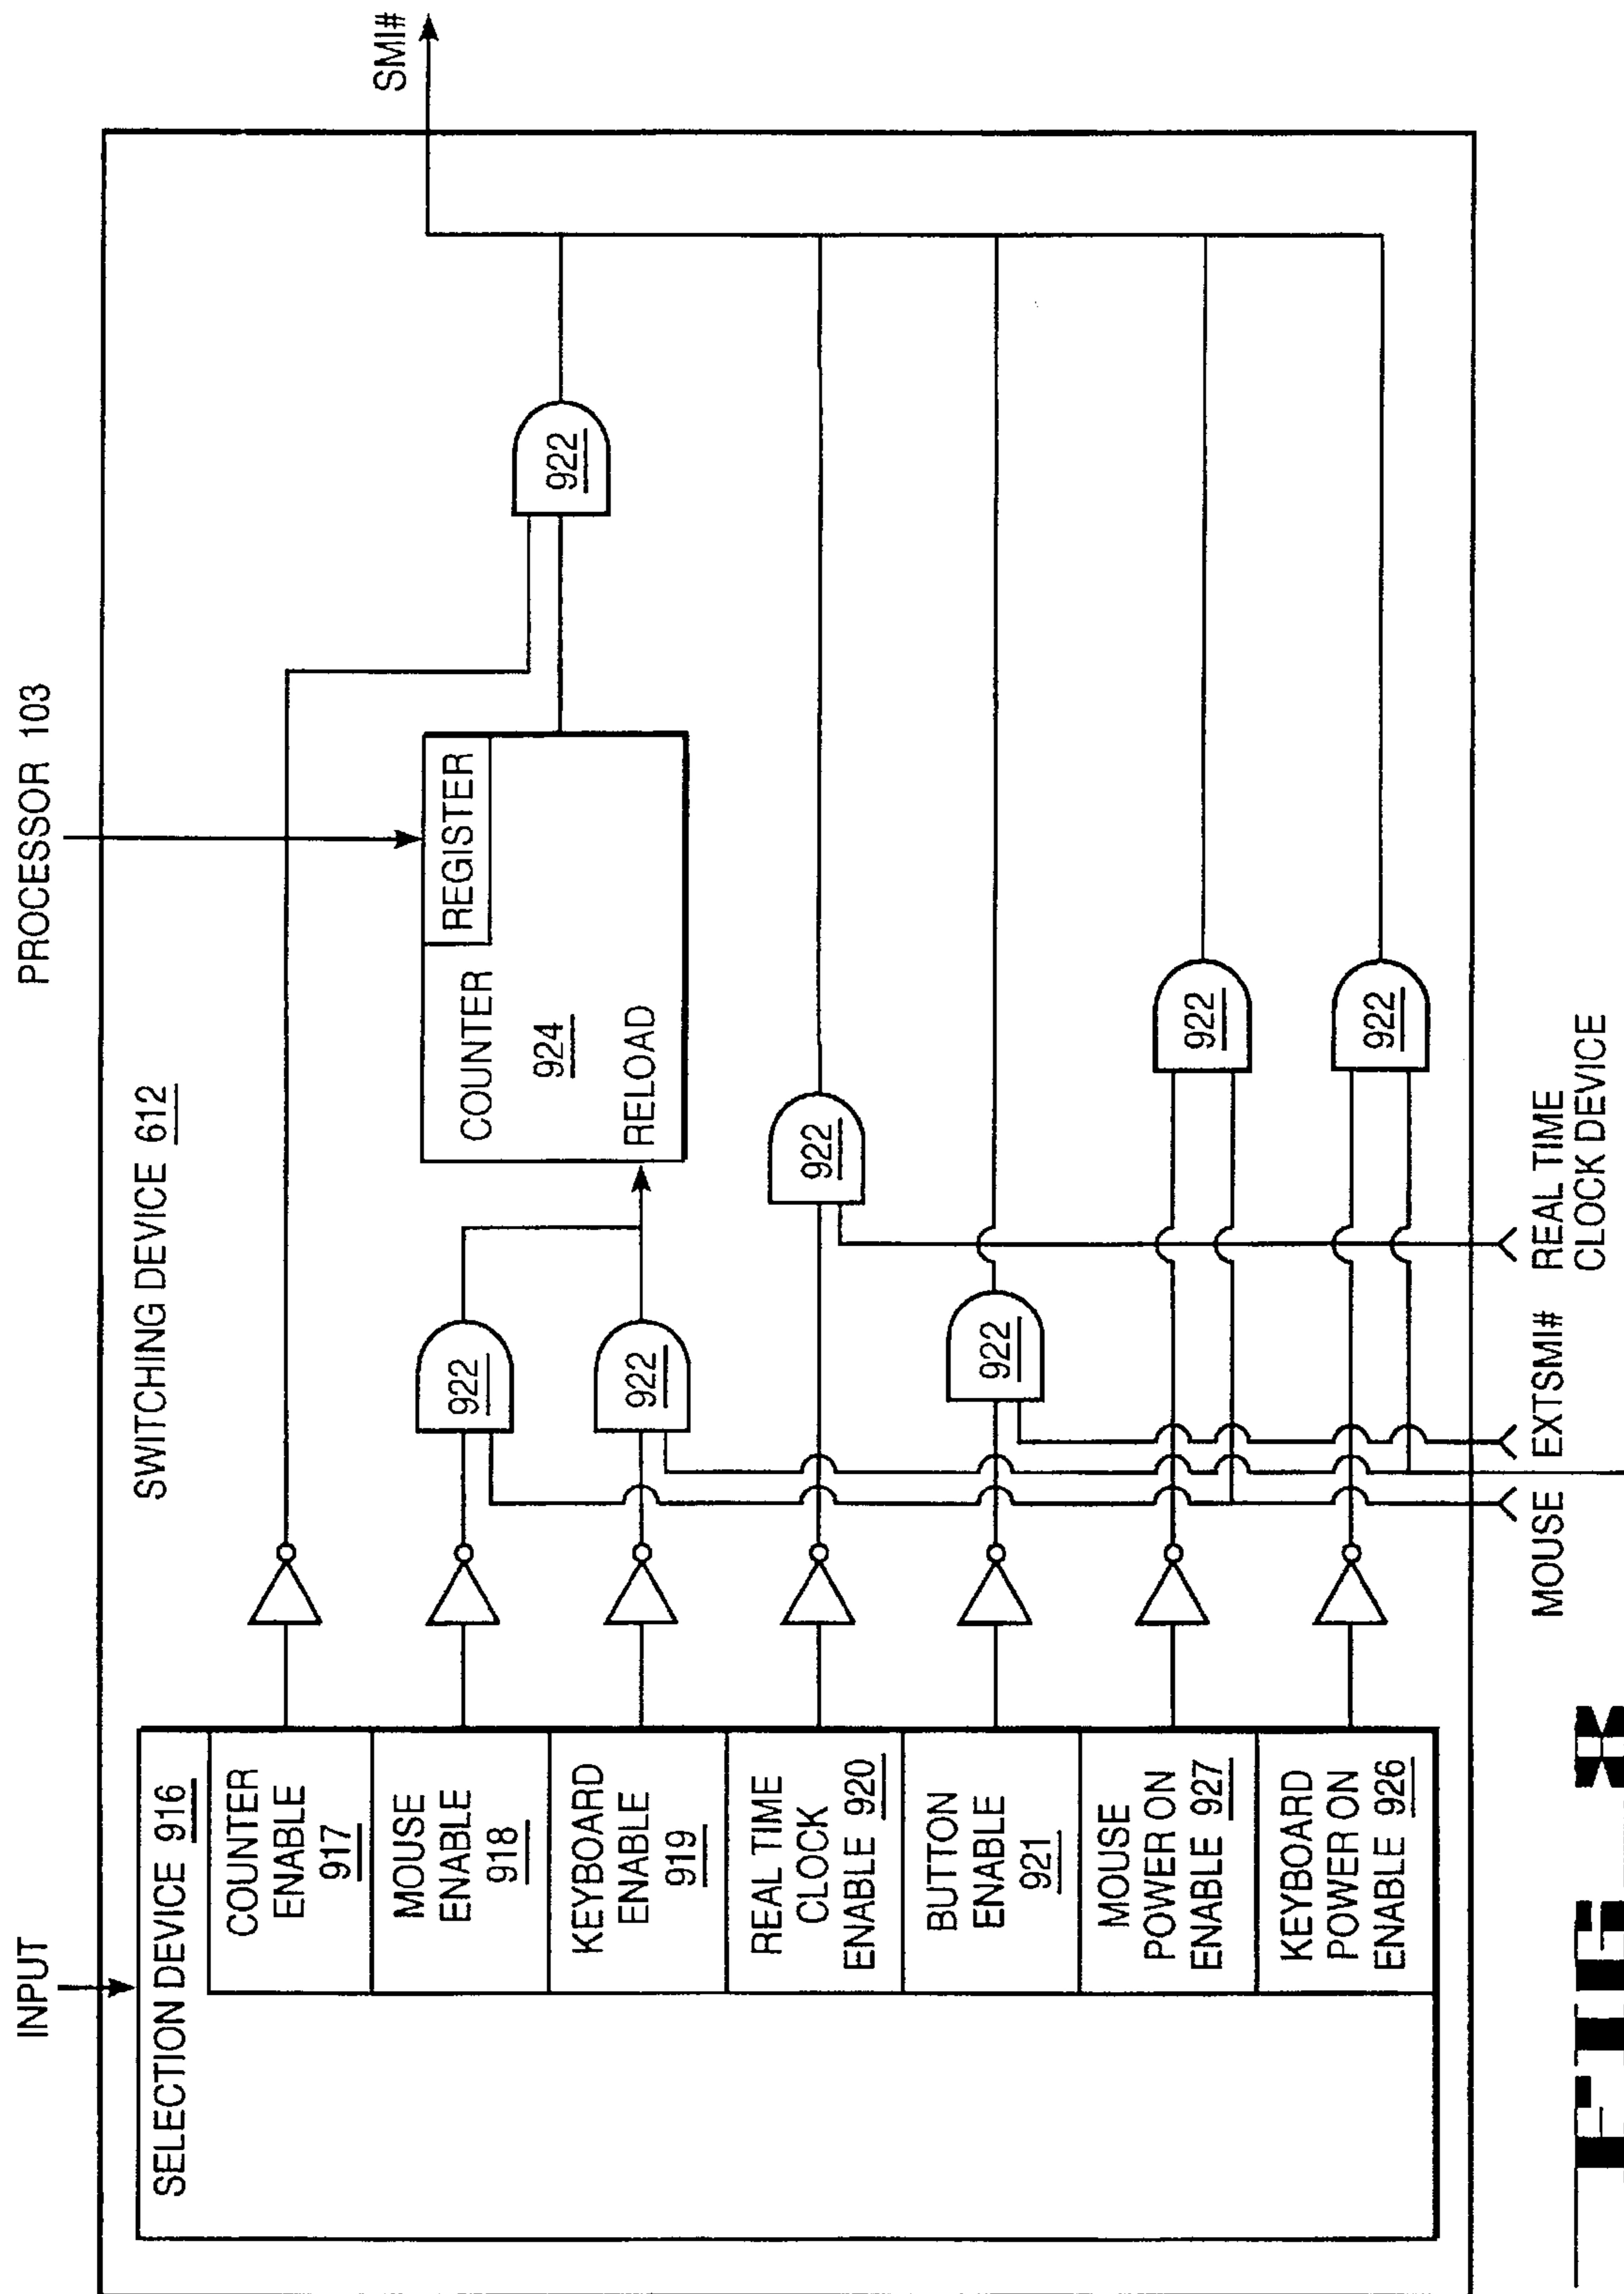 INPUT
PROCESSOR 103
SMI#
SWITCHING DEVICE 612
SELECTION DEVICE 916
COUNTER
ENABLE
917
MOUSE
ENABLE
918
KEYBOARD
ENABLE
919
REAL TIME
CLOCK
ENABLE 920
BUTTON
ENABLE
921
MOUSE
POWER ON
ENABLE 927
KEYBOARD
POWER ON
ENABLE 926
922
922
COUNTER
924
REGISTER
RELOAD
922
922
922
922
922
MOUSE
EXTSMI#
REAL TIME
CLOCK DEVICE